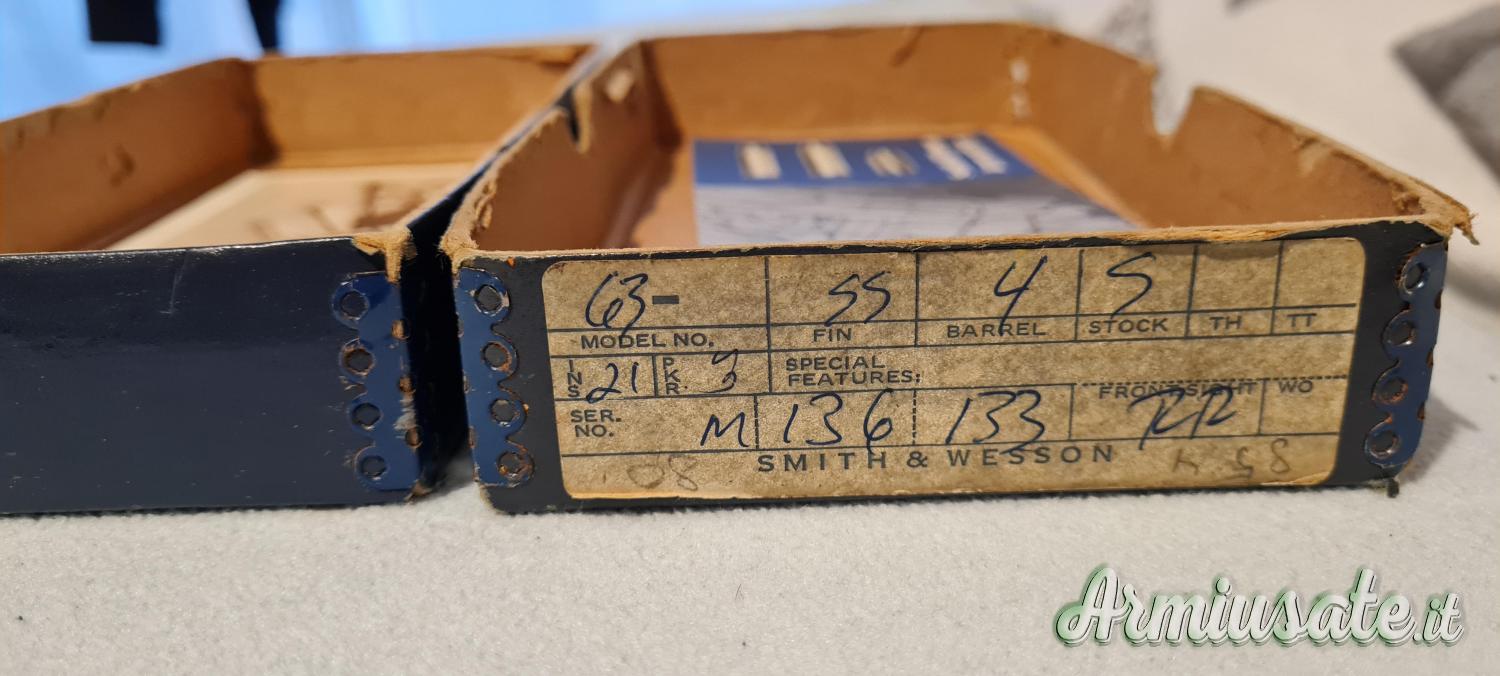 63- SS 4 S
MODEL NO. FIN BARREL STOCK TH TT
INS. 21 PKR. 3 SPECIAL FEATURES:
FRONT SIGHT WO
SER. NO. M 136 133 RR
SMITH & WESSON
Armiusate.it